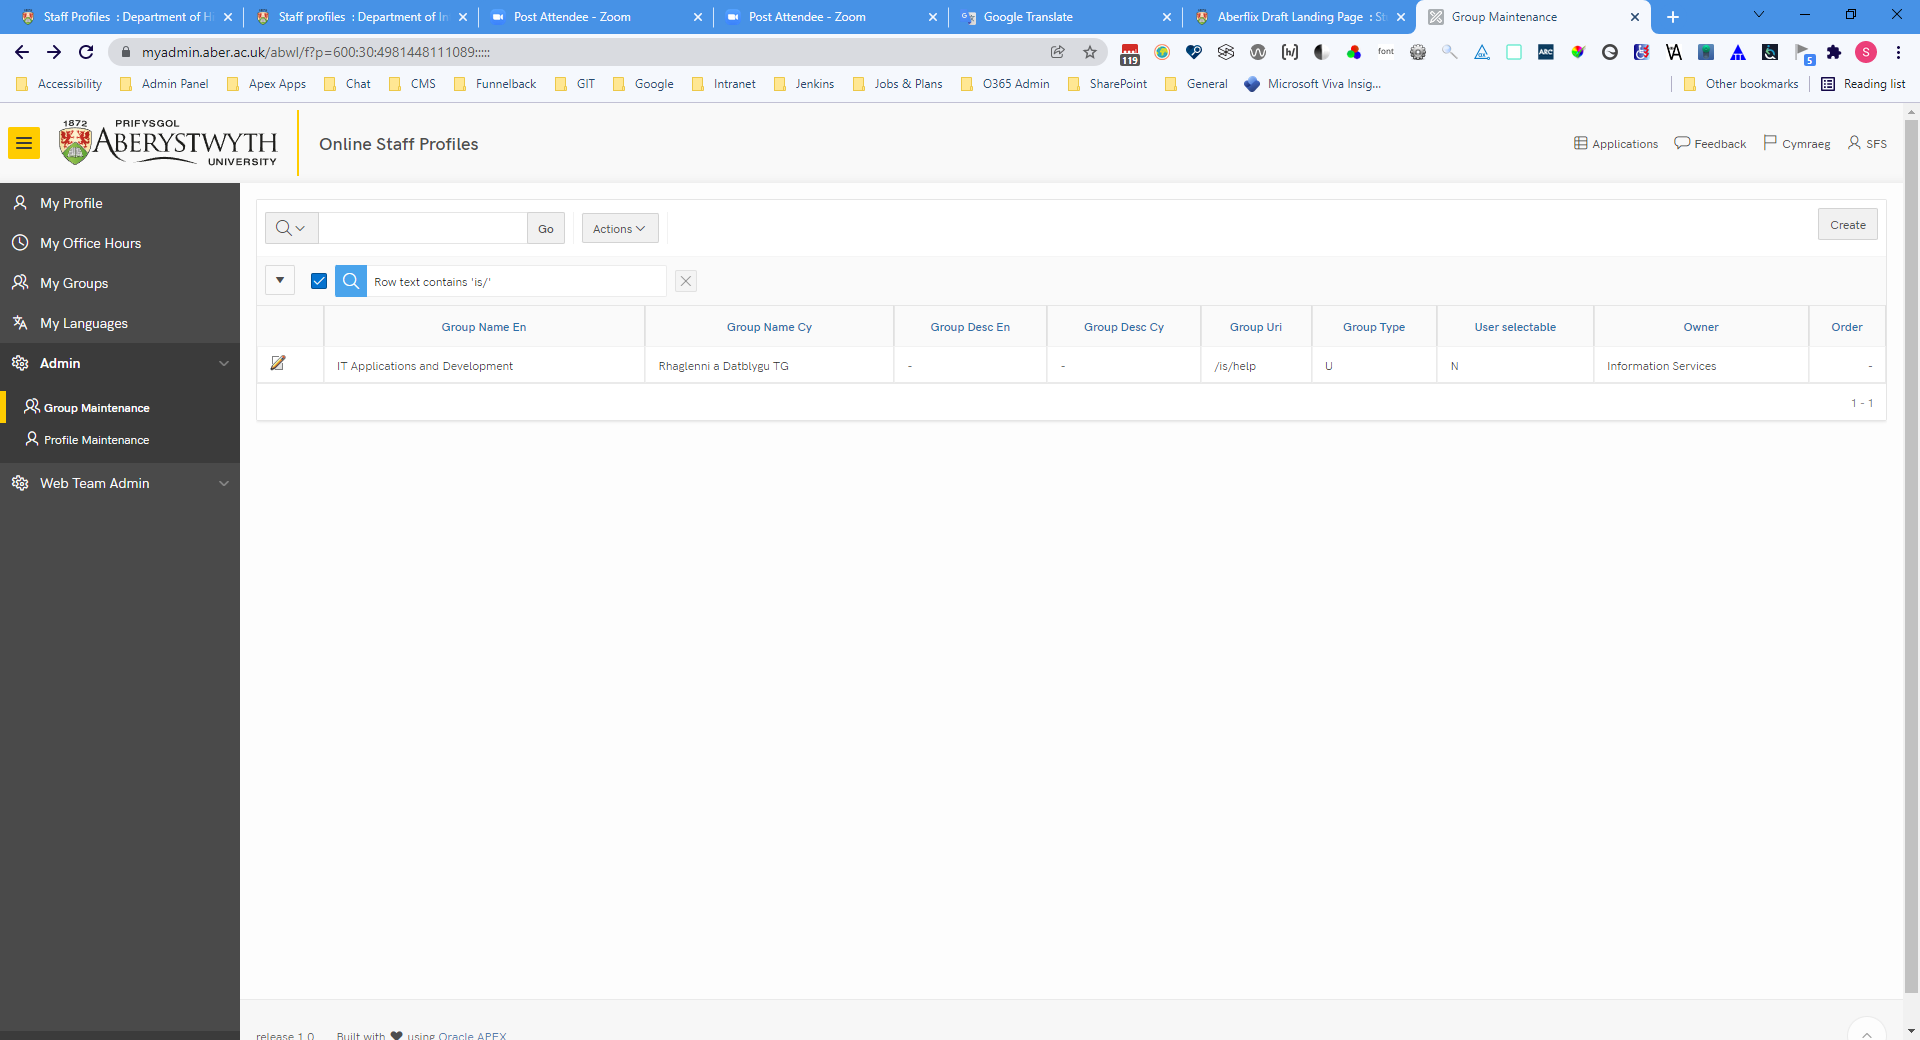 Staff Profiles : Department of Hi
Staff profiles : Department of In
Post Attendee - Zoom
Post Attendee - Zoom
Google Translate
Aberflix Draft Landing Page : St
Group Maintenance
myadmin.aber.ac.uk/abwl/f?p=600:30:4981448111089:::::
119
font
ARC
5
S
Accessibility
Admin Panel
Apex Apps
Chat
CMS
Funnelback
GIT
Google
Intranet
Jenkins
Jobs & Plans
O365 Admin
SharePoint
General
Microsoft Viva Insig...
Other bookmarks
Reading list
1872 PRIFYSGOL
ABERYSTWYTH
UNIVERSITY
Online Staff Profiles
Applications
Feedback
Cymraeg
SFS
My Profile
My Office Hours
My Groups
My Languages
Admin
Group Maintenance
Profile Maintenance
Web Team Admin
Go
Actions
Create
Row text contains 'is/'
Group Name En Group Name Cy Group Desc En Group Desc Cy Group Uri Group Type User selectable Owner Order
IT Applications and Development Rhaglenni a Datblygu TG - - /is/help U N Information Services -
1 - 1
release 1.0 Built with ♥ using Oracle APEX